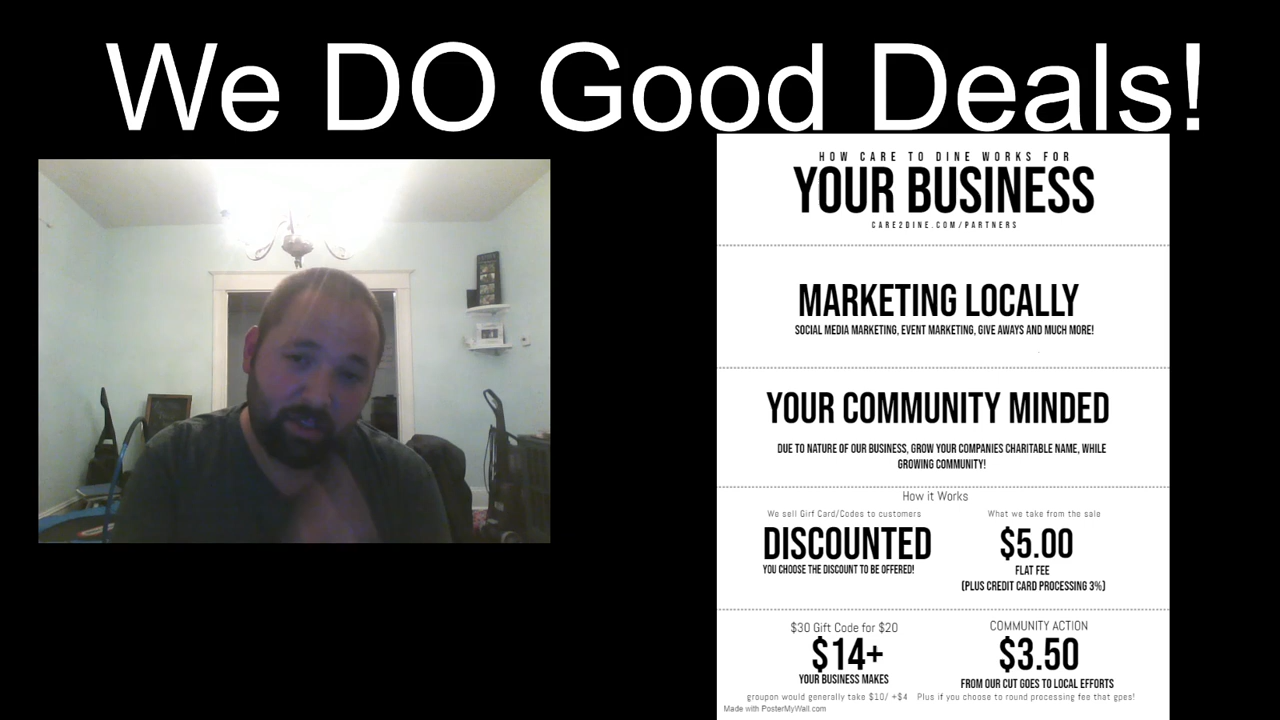 We DO Good Deals!
HOW CARE TO DINE WORKS FOR
YOUR BUSINESS
CARE2DINE.COM/PARTNERS
MARKETING LOCALLY
SOCIAL MEDIA MARKETING, EVENT MARKETING, GIVE AWAYS AND MUCH MORE!
YOUR COMMUNITY MINDED
DUE TO NATURE OF OUR BUSINESS, GROW YOUR COMPANIES CHARITABLE NAME, WHILE
GROWING COMMUNITY!
How it Works
We sell Girf Card/Codes to customers
DISCOUNTED
YOU CHOOSE THE DISCOUNT TO BE OFFERED!
What we take from the sale
$5.00
FLAT FEE
(PLUS CREDIT CARD PROCESSING 3%)
$30 Gift Code for $20
$14+
YOUR BUSINESS MAKES
groupon would generally take $10/ +$4
COMMUNITY ACTION
$3.50
FROM OUR CUT GOES TO LOCAL EFFORTS
Plus if you choose to round processing fee that gpes!
Made with PosterMyWall.com